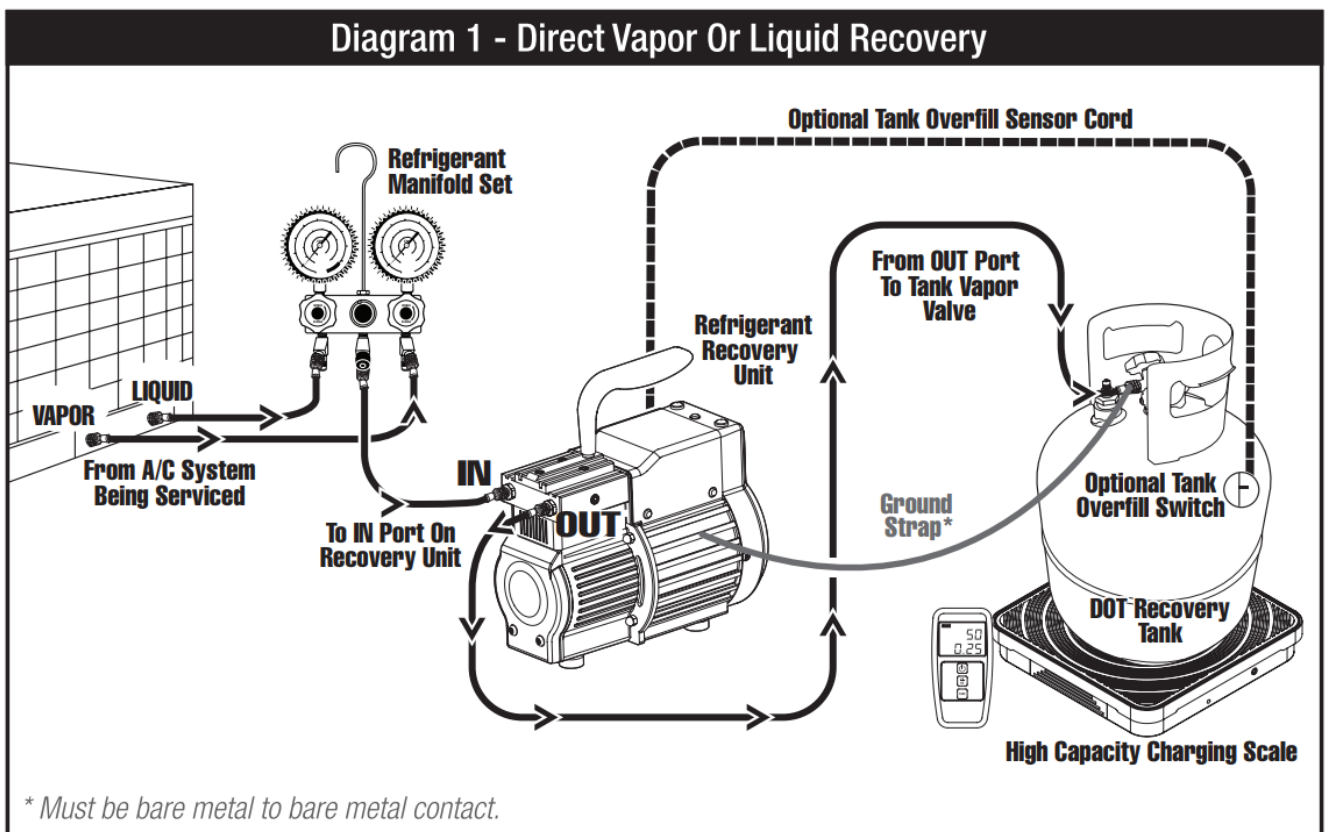 Diagram 1 - Direct Vapor Or Liquid Recovery
Optional Tank Overfill Sensor Cord
Refrigerant
Manifold Set
From OUT Port
To Tank Vapor
Valve
Refrigerant
Recovery
Unit
LIQUID
VAPOR
From A/C System
Being Serviced
IN
OUT
To IN Port On
Recovery Unit
Ground
Strap*
Optional Tank
Overfill Switch
DOT Recovery
Tank
50
0.25
High Capacity Charging Scale
* Must be bare metal to bare metal contact.